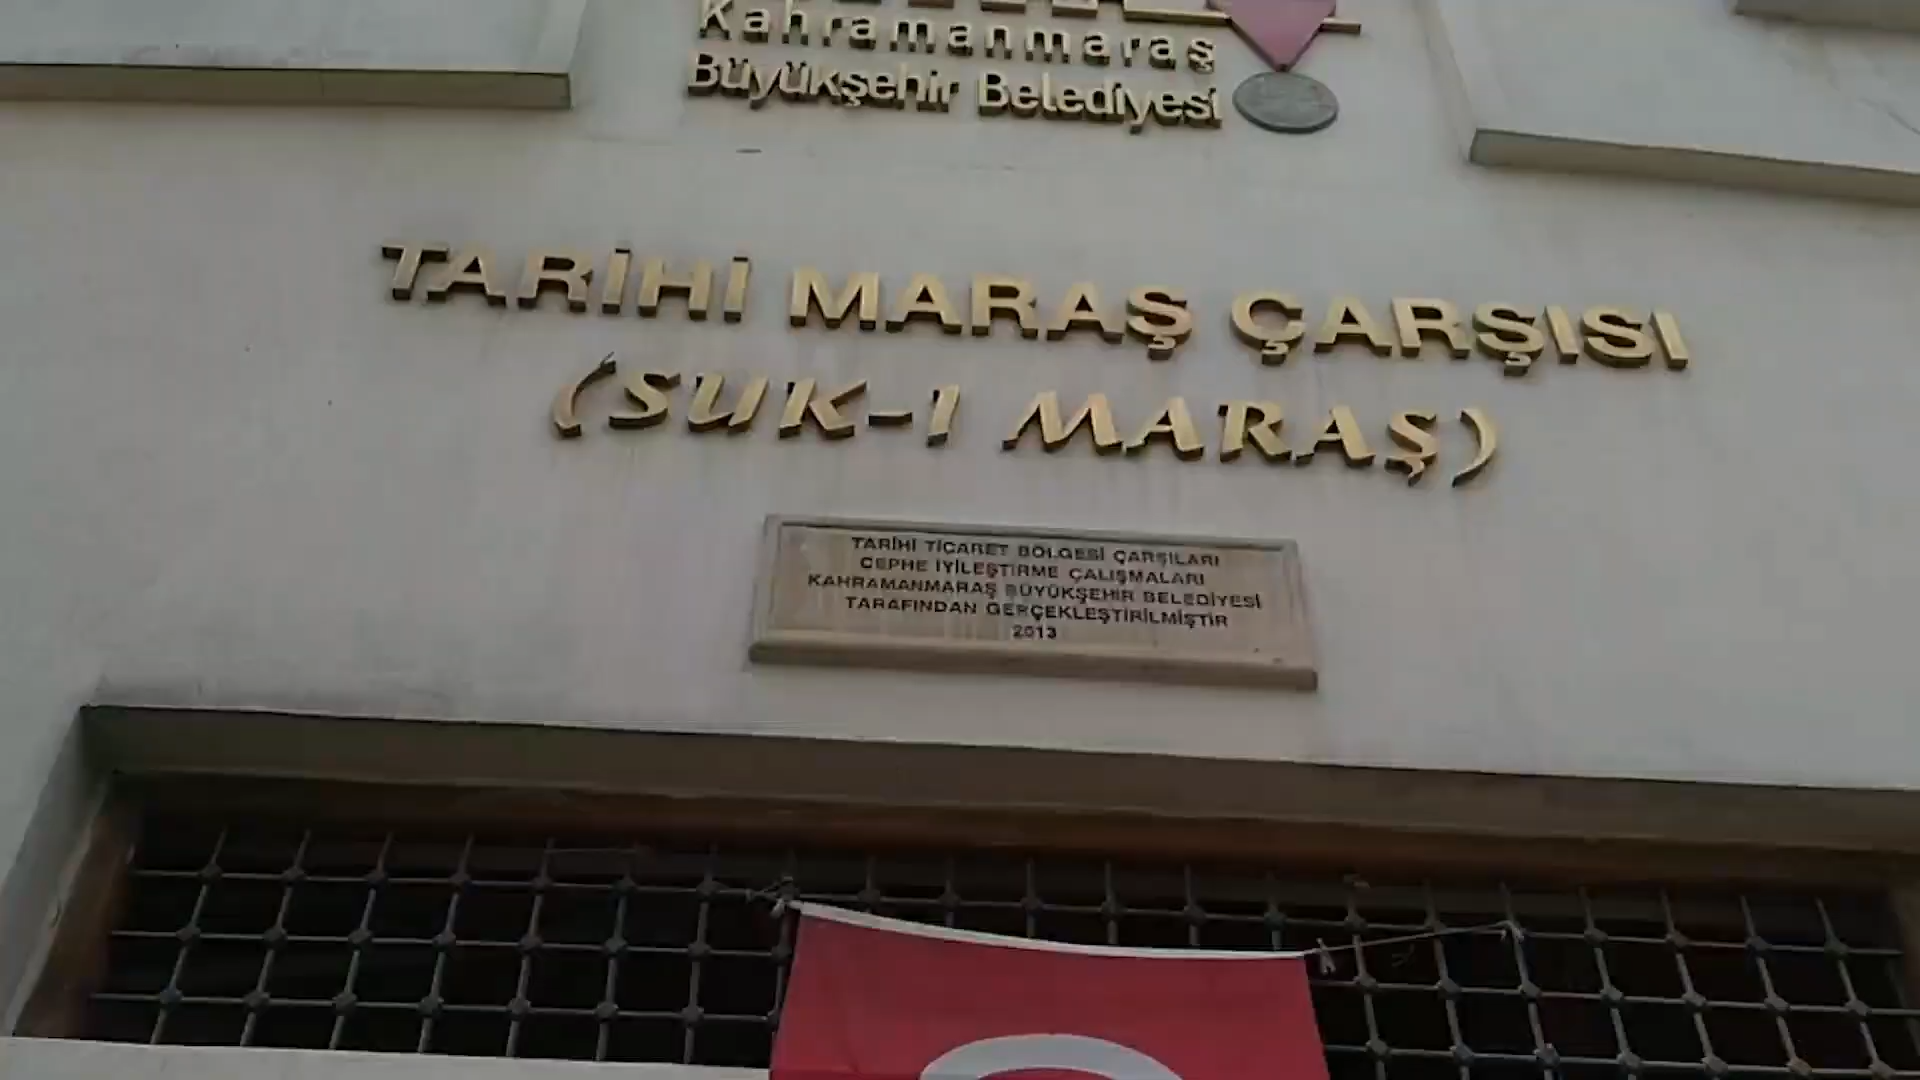 Kahramanmaraş
Büyükşehir Belediyesi
TARİHİ MARAŞ ÇARŞISI
(SUK-I MARAŞ)
TARİHİ TİCARET BÖLGESİ ÇARŞILARI
CEPHE İYİLEŞTİRME ÇALIŞMALARI
KAHRAMANMARAŞ BÜYÜKŞEHİR BELEDİYESİ
TARAFINDAN GERÇEKLEŞTİRİLMİŞTİR
2013